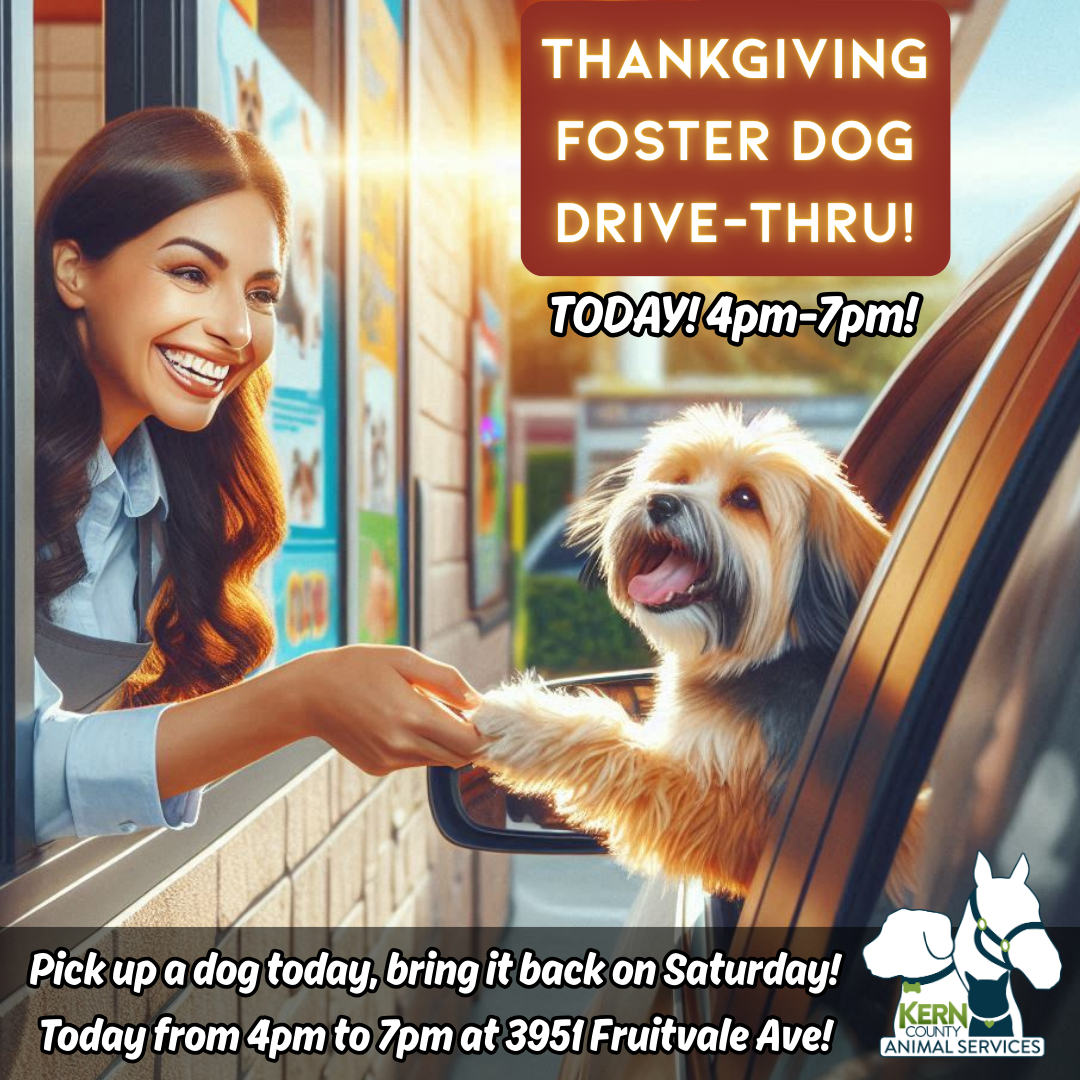 THANKGIVING
FOSTER DOG
DRIVE-THRU!
TODAY! 4pm-7pm!
Pick up a dog today, bring it back on Saturday!
Today from 4pm to 7pm at 3951 Fruitvale Ave!
KERN
COUNTY
ANIMAL SERVICES